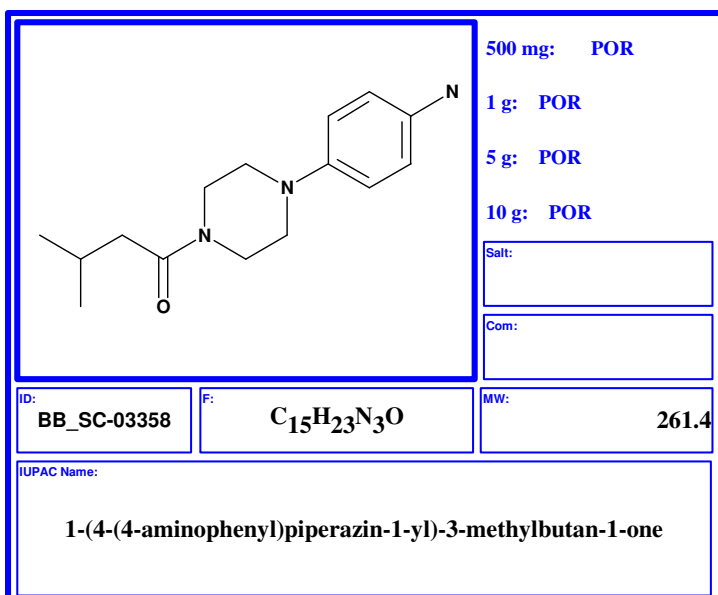 N
N
N
O
500 mg: POR
1 g: POR
5 g: POR
10 g: POR
Salt:
Com:
ID:
BB_SC-03358
F:
C15H23N3O
MW:
261.4
IUPAC Name:
1-(4-(4-aminophenyl)piperazin-1-yl)-3-methylbutan-1-one